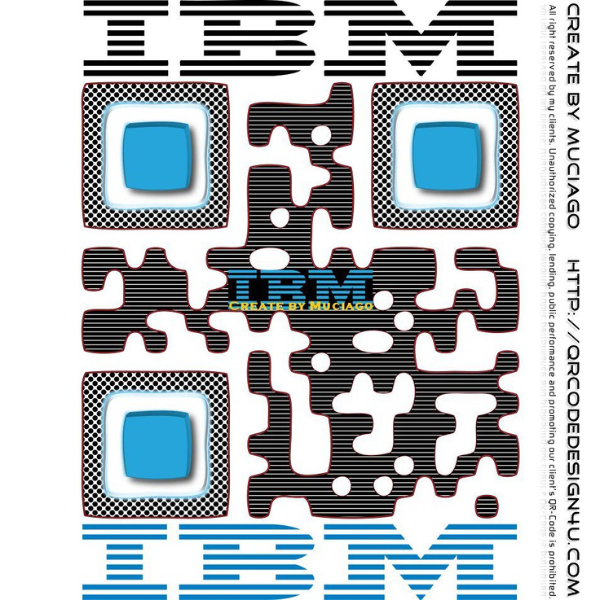 IBM
IBM
CREATE BY MUCIAGO
IBM
CREATE BY MUCIAGO HTTP://QRCODEDESIGN4U.COM
All right reserved by my clients. Unauthorized copying, lending, public performance and promoting our client's QR-Code is prohibited.